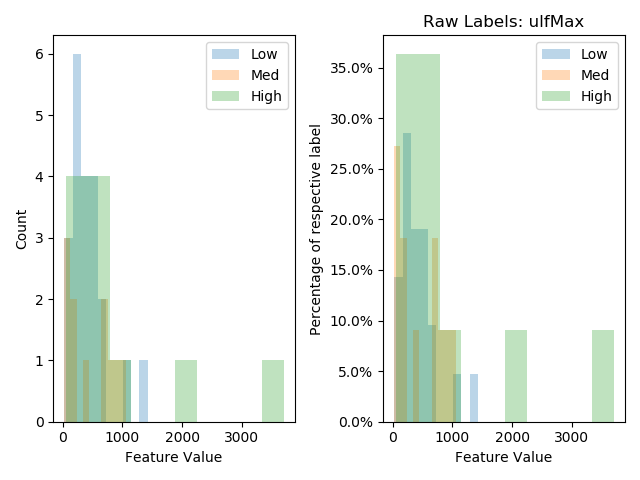 Raw Labels: ulfMax
6
5
4
3
2
1
0
Count
0
1000
2000
3000
Feature Value
Low
Med
High
35.0%
30.0%
25.0%
20.0%
15.0%
10.0%
5.0%
0.0%
Percentage of respective label
0
1000
2000
3000
Feature Value
Low
Med
High